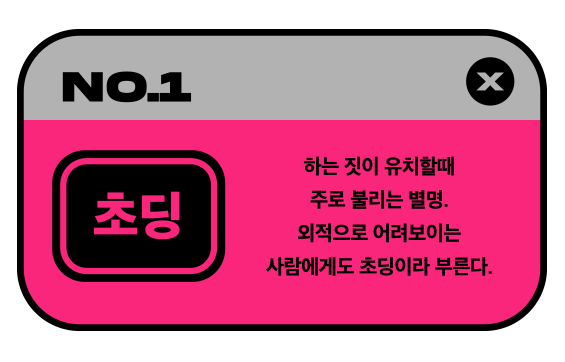 NO.1
X
초딩
하는 짓이 유치할때
주로 불리는 별명.
외적으로 어려보이는
사람에게도 초딩이라 부른다.